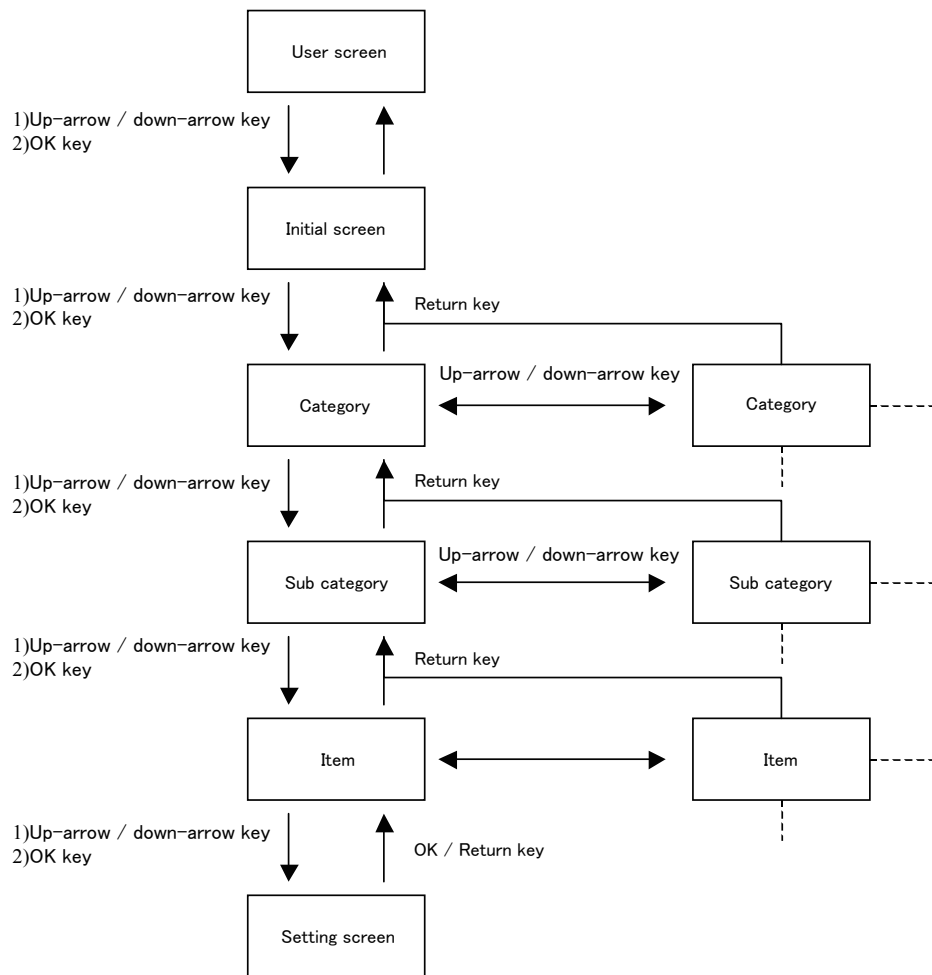 User screen
1)Up-arrow / down-arrow key
2)OK key
Initial screen
1)Up-arrow / down-arrow key
2)OK key
Return key
Category
Up-arrow / down-arrow key
Category
1)Up-arrow / down-arrow key
2)OK key
Return key
Sub category
Up-arrow / down-arrow key
Sub category
1)Up-arrow / down-arrow key
2)OK key
Return key
Item
Item
1)Up-arrow / down-arrow key
2)OK key
OK / Return key
Setting screen